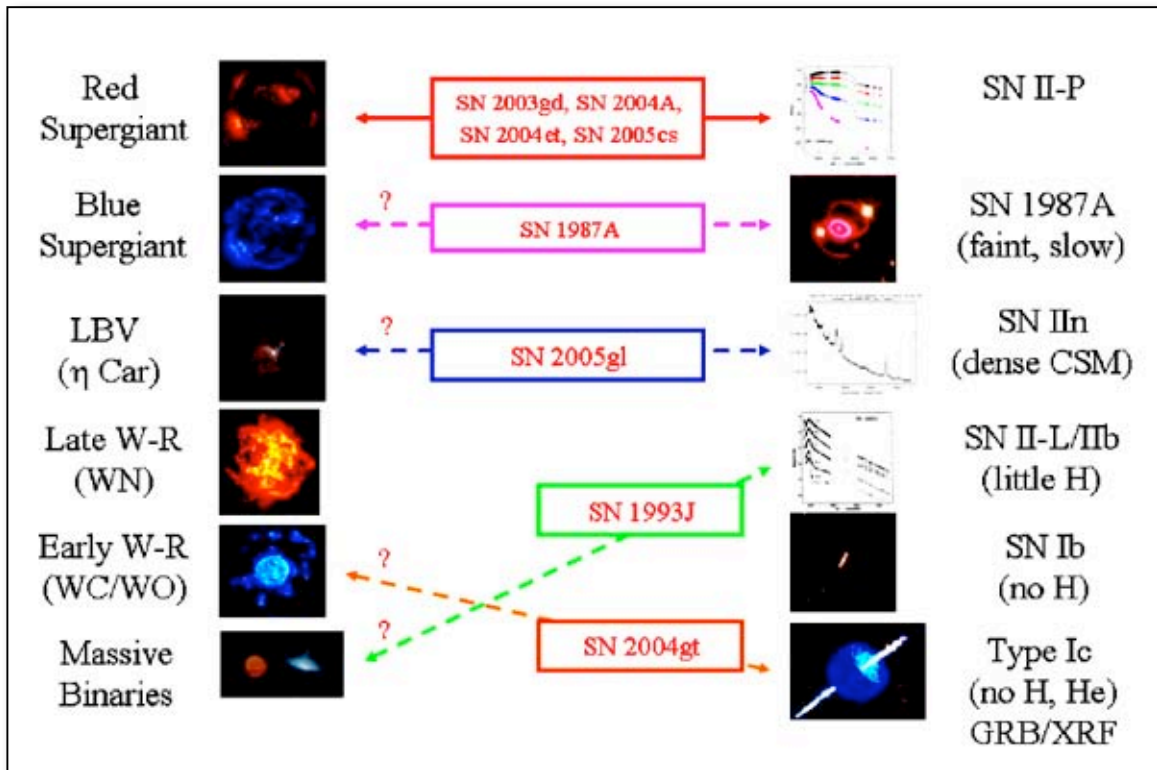 Red
Supergiant
SN 2003gd, SN 2004A,
SN 2004et, SN 2005cs
SN II-P
Blue
Supergiant
?
SN 1987A
SN 1987A
(faint, slow)
LBV
(η Car)
?
SN 2005gl
SN IIn
(dense CSM)
Late W-R
(WN)
SN 1993J
SN II-L/IIb
(little H)
Early W-R
(WC/WO)
?
SN Ib
(no H)
Massive
Binaries
?
SN 2004gt
Type Ic
(no H, He)
GRB/XRF